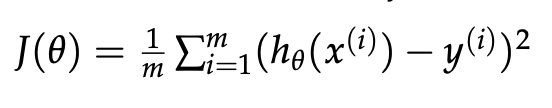 J(θ) = 1/m ∑_{i=1}^{m} (h_θ(x^{(i)}) − y^{(i)})²